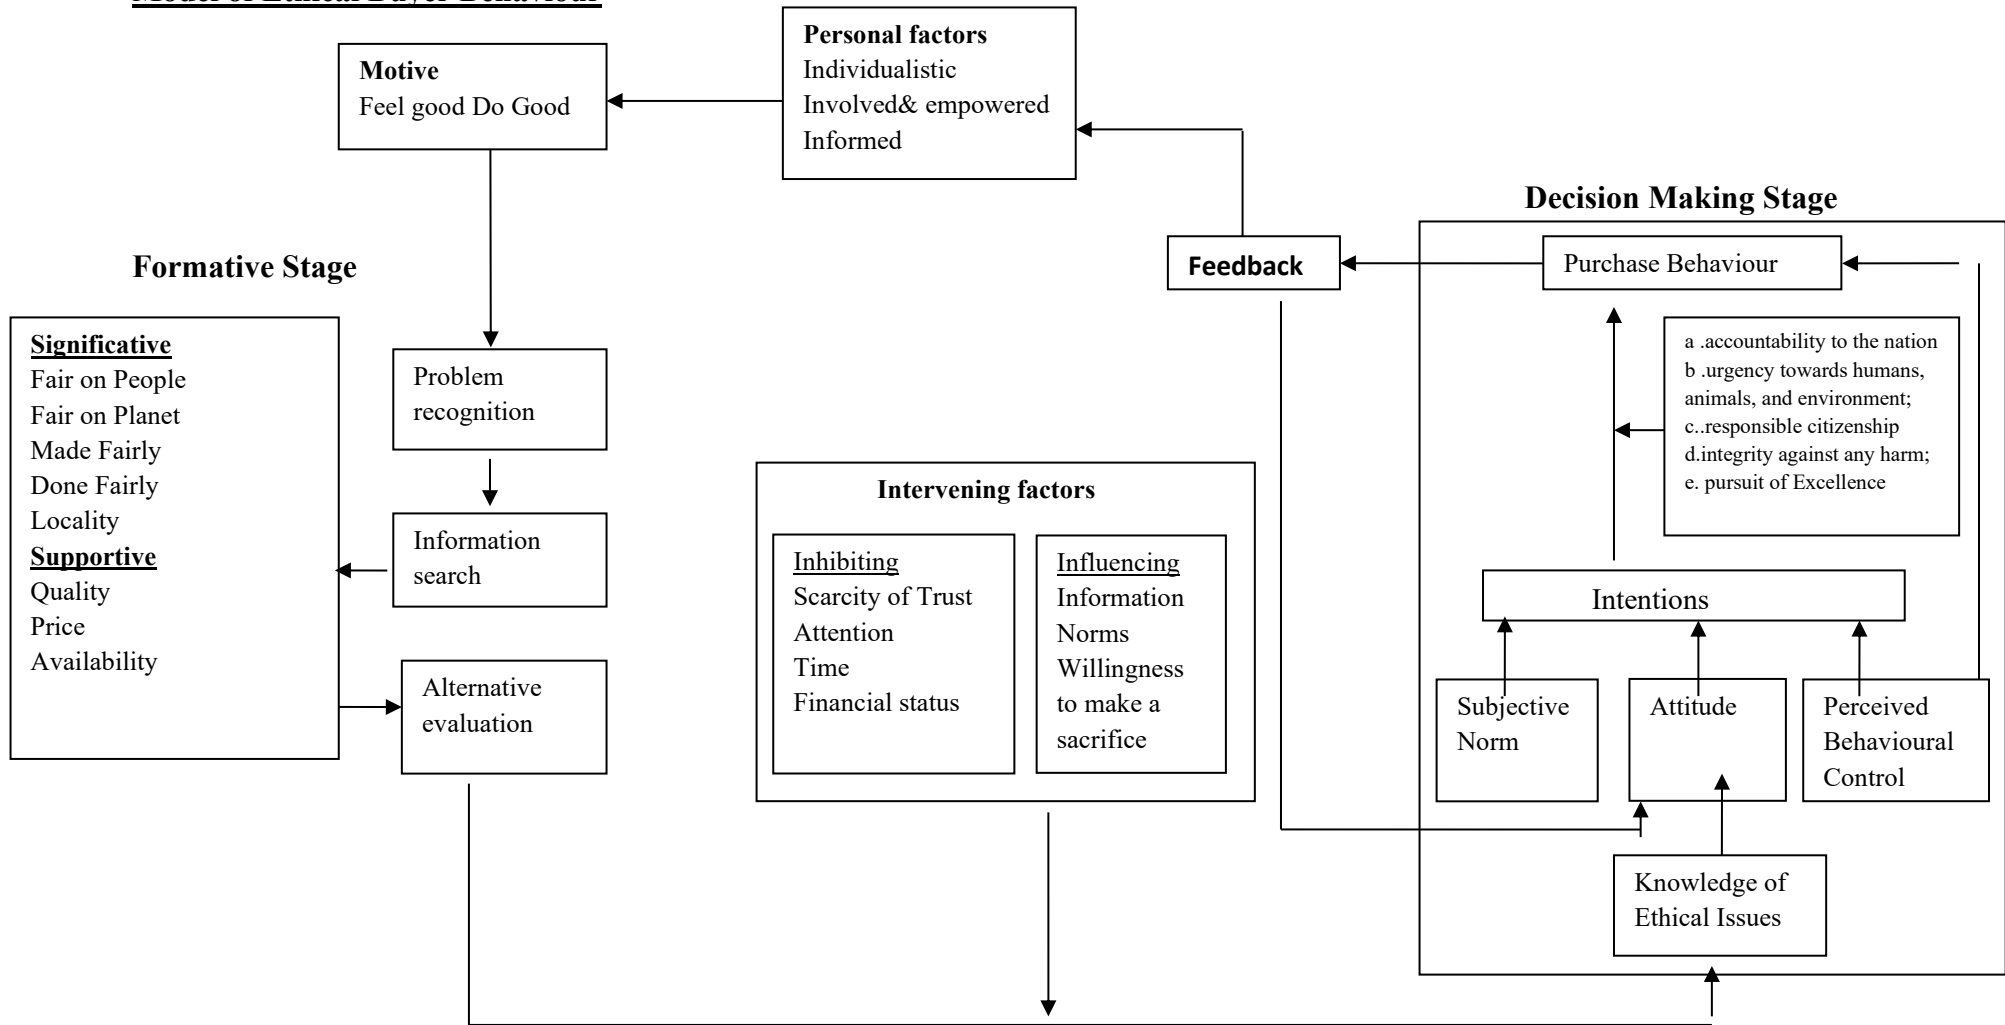 Model of Ethical Buyer Behaviour
Personal factors
Individualistic
Involved& empowered
Informed
Motive
Feel good Do Good
Decision Making Stage
Feedback
Purchase Behaviour
Formative Stage
Significative
Fair on People
Fair on Planet
Made Fairly
Done Fairly
Locality
Supportive
Quality
Price
Availability
Problem
recognition
Information
search
Alternative
evaluation
Intervening factors
Inhibiting
Scarcity of Trust
Attention
Time
Financial status
Influencing
Information
Norms
Willingness
to make a
sacrifice
a .accountability to the nation
b .urgency towards humans,
animals, and environment;
c..responsible citizenship
d.integrity against any harm;
e. pursuit of Excellence
Intentions
Subjective
Norm
Attitude
Perceived
Behavioural
Control
Knowledge of
Ethical Issues